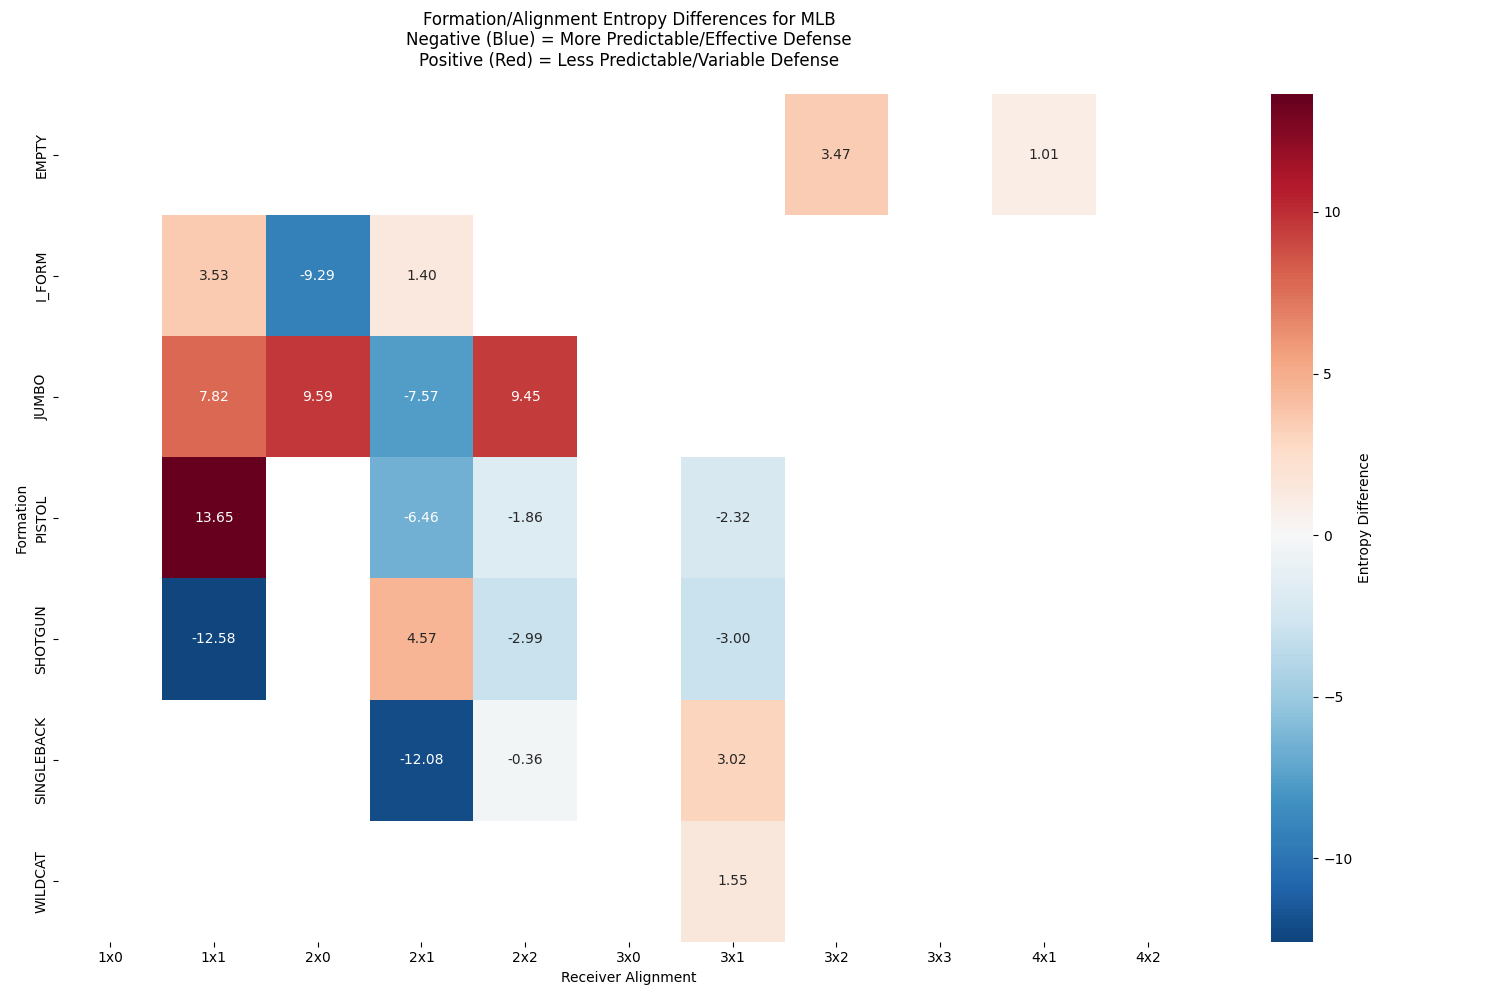 Formation/Alignment Entropy Differences for MLB
Negative (Blue) = More Predictable/Effective Defense
Positive (Red) = Less Predictable/Variable Defense
EMPTY
3.47
1.01
I_FORM
3.53
-9.29
1.40
JUMBO
7.82
9.59
-7.57
9.45
PISTOL
13.65
-6.46
-1.86
-2.32
SHOTGUN
-12.58
4.57
-2.99
-3.00
SINGLEBACK
-12.08
-0.36
3.02
WILDCAT
1.55
Formation
1x0
1x1
2x0
2x1
2x2
3x0
3x1
3x2
3x3
4x1
4x2
Receiver Alignment
10
5
0
−5
−10
Entropy Difference